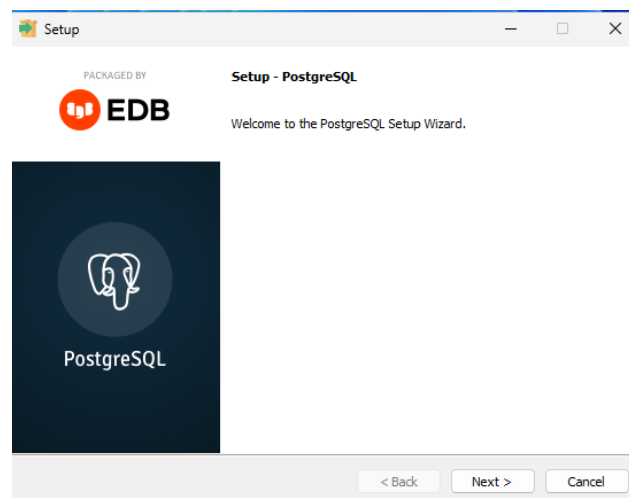 Setup
PACKAGED BY
EDB
Setup - PostgreSQL
Welcome to the PostgreSQL Setup Wizard.
PostgreSQL
< Back
Next >
Cancel